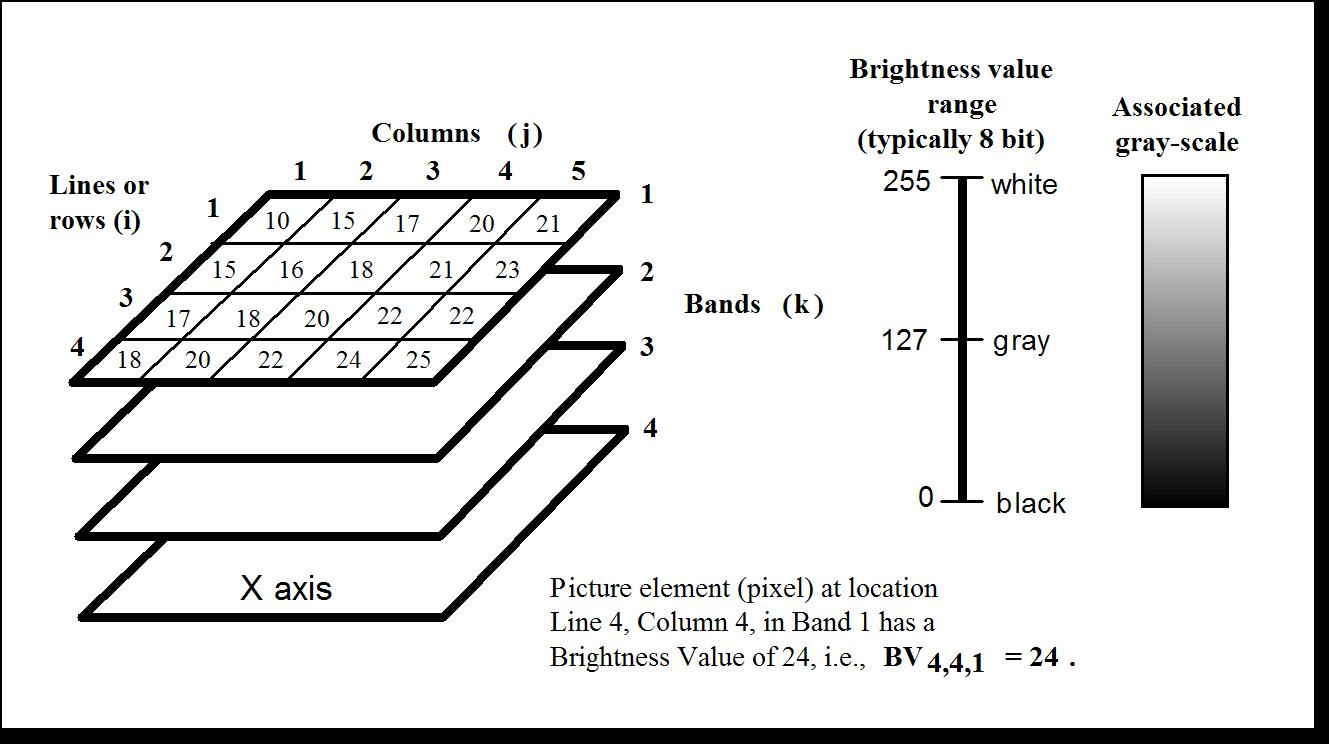 Columns (j)
1 2 3 4 5
Lines or
rows (i)
1
2
3
4
10 15 17 20 21
15 16 18 21 23
17 18 20 22 22
18 20 22 24 25
1
2
3
4
Bands (k)
X axis
Brightness value
range
(typically 8 bit)
255 white
127 gray
0 black
Associated
gray-scale
Picture element (pixel) at location
Line 4, Column 4, in Band 1 has a
Brightness Value of 24, i.e., BV 4,4,1 = 24 .